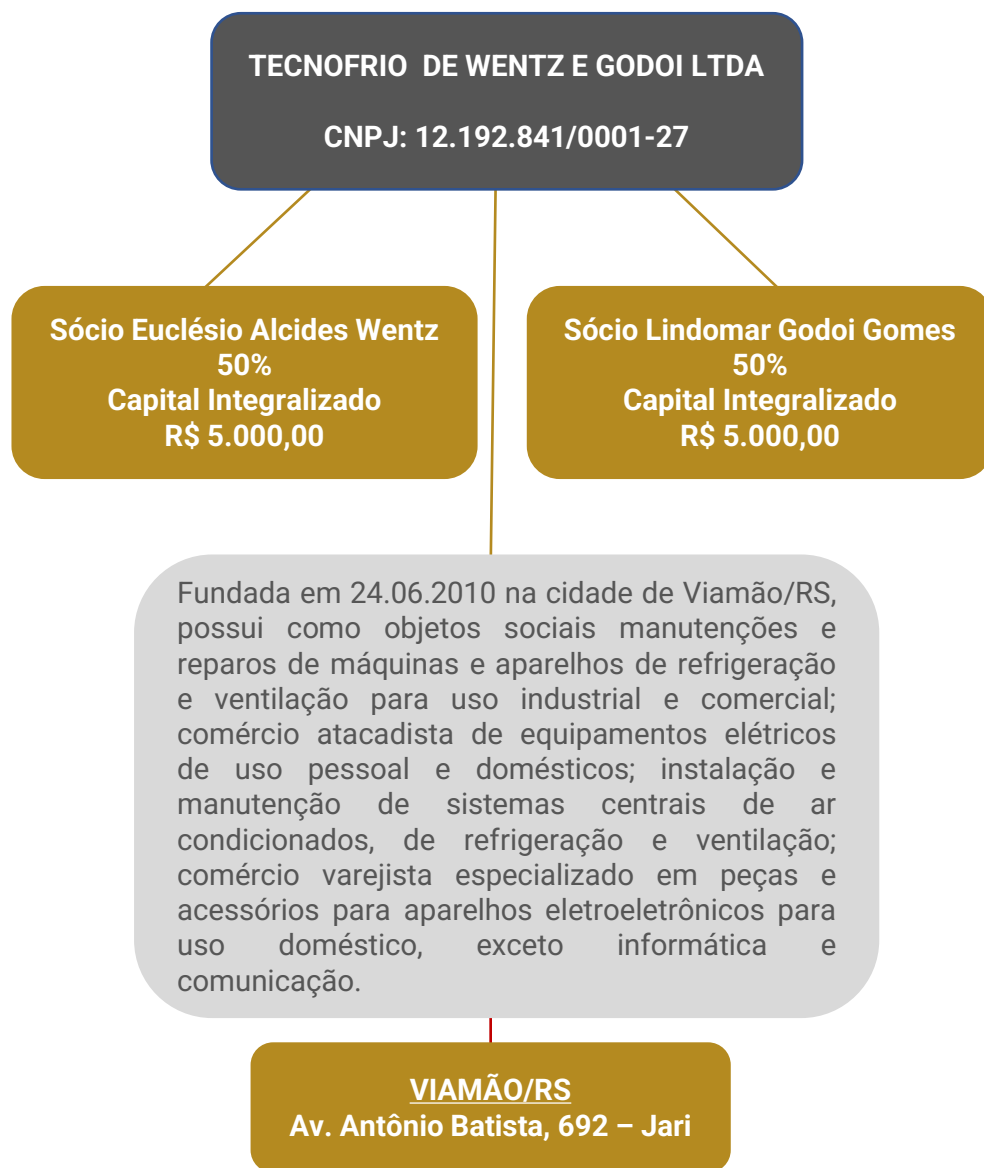 TECNOFRIO DE WENTZ E GODOI LTDA
CNPJ: 12.192.841/0001-27
Sócio Euclésio Alcides Wentz
50%
Capital Integralizado
R$ 5.000,00
Sócio Lindomar Godoi Gomes
50%
Capital Integralizado
R$ 5.000,00
Fundada em 24.06.2010 na cidade de Viamão/RS,
possui como objetos sociais manutenções e
reparos de máquinas e aparelhos de refrigeração
e ventilação para uso industrial e comercial;
comércio atacadista de equipamentos elétricos
de uso pessoal e domésticos; instalação e
manutenção de sistemas centrais de ar
condicionados, de refrigeração e ventilação;
comércio varejista especializado em peças e
acessórios para aparelhos eletroeletrônicos para
uso doméstico, exceto informática e
comunicação.
VIAMÃO/RS
Av. Antônio Batista, 692 – Jari